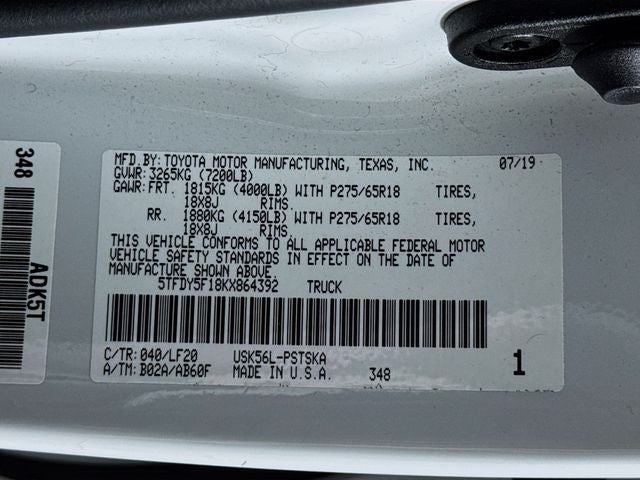 348
ADK5T
MFD.BY:TOYOTA MOTOR MANUFACTURING, TEXAS, INC. 07/19
GVWR: 3265KG (7200LB)
GAWR:FRT. 1815KG (4000LB) WITH P275/65R18 TIRES,
18X8J RIMS.
RR. 1880KG (4150LB) WITH P275/65R18 TIRES,
18X8J RIMS.
THIS VEHICLE CONFORMS TO ALL APPLICABLE FEDERAL MOTOR
VEHICLE SAFETY STANDARDS IN EFFECT ON THE DATE OF
MANUFACTURE SHOWN ABOVE.
5TFDY5F18KX864392 TRUCK
C/TR: 040/LF20 USK56L-PSTSKA
A/TM: B02A/AB60F MADE IN U.S.A. 348 1